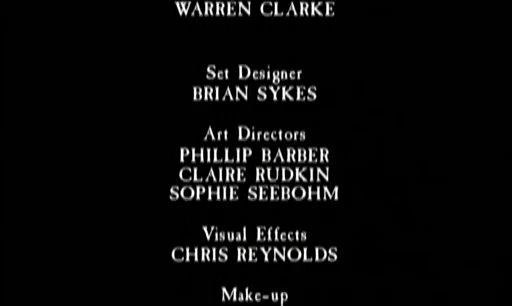 WARREN CLARKE
Set Designer
BRIAN SYKES
Art Directors
PHILLIP BARBER
CLAIRE RUDKIN
SOPHIE SEEBOHM
Visual Effects
CHRIS REYNOLDS
Make-up